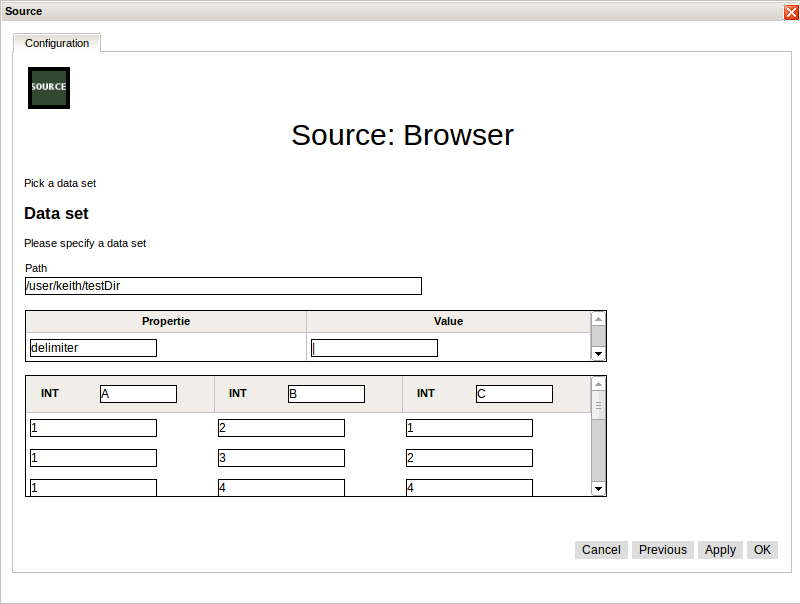 Source
Configuration
SOURCE
Source: Browser
Pick a data set
Data set
Please specify a data set
Path
/user/keith/testDir
Propertie Value
delimiter |
INT A INT B INT C
1 2 1
1 3 2
1 4 4
Cancel Previous Apply OK